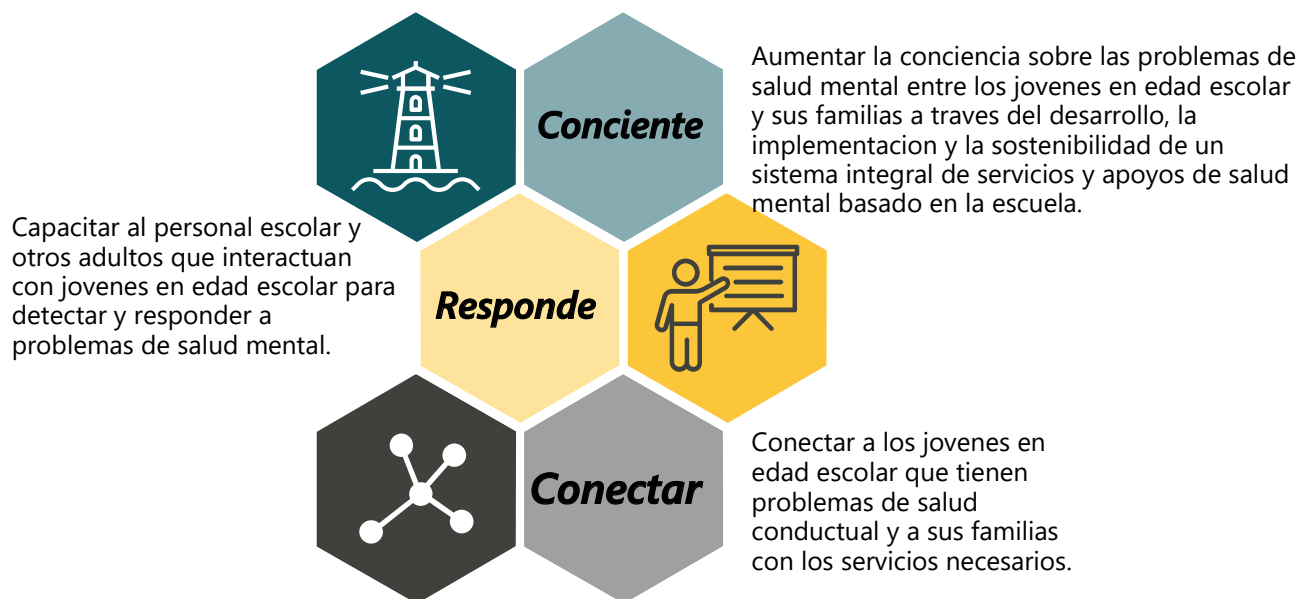 Conciente
Aumentar la conciencia sobre las problemas de
salud mental entre los jovenes en edad escolar
y sus familias a traves del desarrollo, la
implementacion y la sostenibilidad de un
sistema integral de servicios y apoyos de salud
mental basado en la escuela.
Capacitar al personal escolar y
otros adultos que interactuan
con jovenes en edad escolar para
detectar y responder a
problemas de salud mental.
Responde
Conectar
Conectar a los jovenes en
edad escolar que tienen
problemas de salud
conductual y a sus familias
con los servicios necesarios.